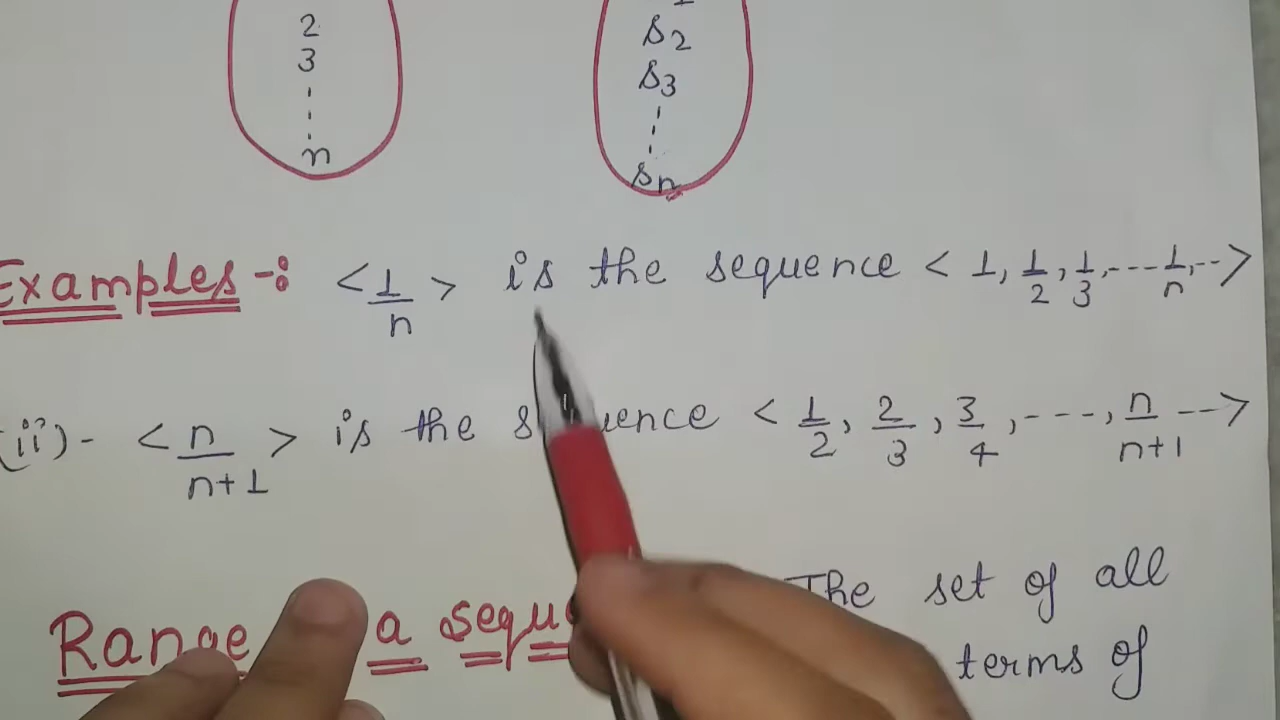 2 s2
3 s3
n sn
Examples -: < 1/n > is the sequence < 1, 1/2, 1/3, --- 1/n, -- >
(ii) - < n/n+1 > is the sequence < 1/2, 2/3, 3/4, ---, n/n+1 -- >
Range a The set of all
terms of